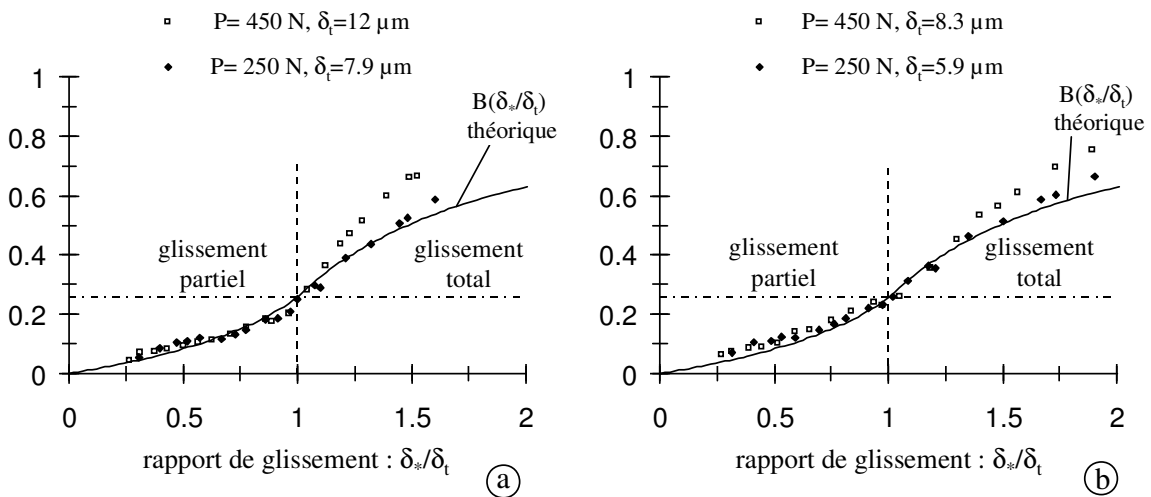 P= 450 N, δt=12 µm
P= 250 N, δt=7.9 µm
1
0.8
0.6
0.4
0.2
0
B(δ*/δt)
théorique
glissement
partiel
glissement
total
0 0.5 1 1.5 2
rapport de glissement : δ*/δt
a
P= 450 N, δt=8.3 µm
P= 250 N, δt=5.9 µm
1
0.8
0.6
0.4
0.2
0
B(δ*/δt)
théorique
glissement
partiel
glissement
total
0 0.5 1 1.5 2
rapport de glissement : δ*/δt
b